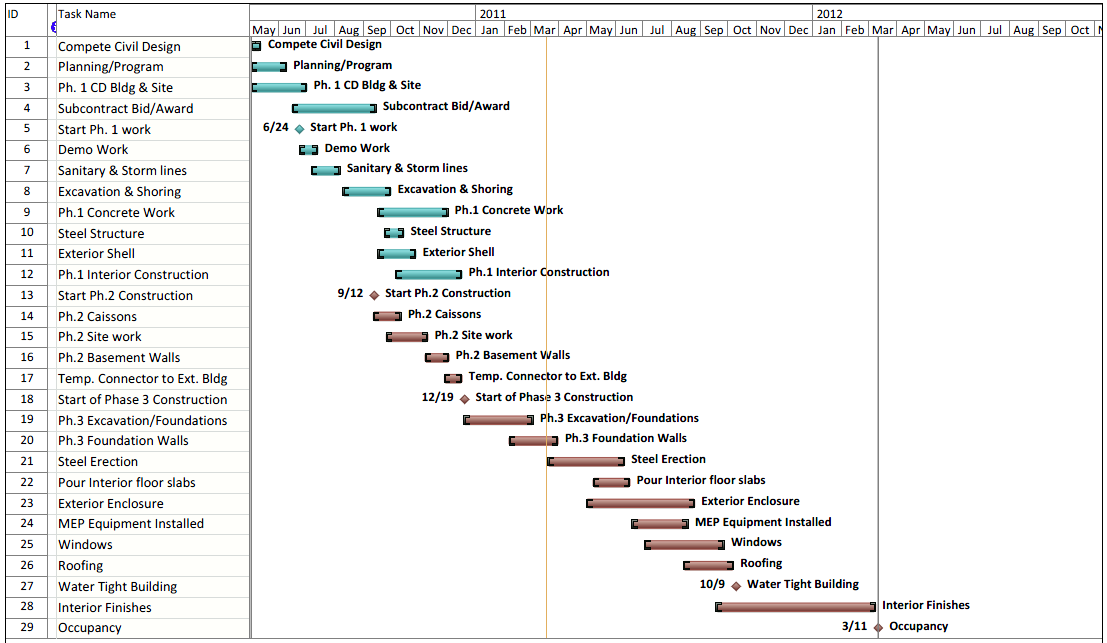 ID Task Name 2011 2012
May Jun Jul Aug Sep Oct Nov Dec Jan Feb Mar Apr May Jun Jul Aug Sep Oct Nov Dec Jan Feb Mar Apr May Jun Jul Aug Sep Oct
1 Compete Civil Design Compete Civil Design
2 Planning/Program Planning/Program
3 Ph. 1 CD Bldg & Site Ph. 1 CD Bldg & Site
4 Subcontract Bid/Award Subcontract Bid/Award
5 Start Ph. 1 work 6/24 Start Ph. 1 work
6 Demo Work Demo Work
7 Sanitary & Storm lines Sanitary & Storm lines
8 Excavation & Shoring Excavation & Shoring
9 Ph.1 Concrete Work Ph.1 Concrete Work
10 Steel Structure Steel Structure
11 Exterior Shell Exterior Shell
12 Ph.1 Interior Construction Ph.1 Interior Construction
13 Start Ph.2 Construction 9/12 Start Ph.2 Construction
14 Ph.2 Caissons Ph.2 Caissons
15 Ph.2 Site work Ph.2 Site work
16 Ph.2 Basement Walls Ph.2 Basement Walls
17 Temp. Connector to Ext. Bldg Temp. Connector to Ext. Bldg
18 Start of Phase 3 Construction 12/19 Start of Phase 3 Construction
19 Ph.3 Excavation/Foundations Ph.3 Excavation/Foundations
20 Ph.3 Foundation Walls Ph.3 Foundation Walls
21 Steel Erection Steel Erection
22 Pour Interior floor slabs Pour Interior floor slabs
23 Exterior Enclosure Exterior Enclosure
24 MEP Equipment Installed MEP Equipment Installed
25 Windows Windows
26 Roofing Roofing
27 Water Tight Building 10/9 Water Tight Building
28 Interior Finishes Interior Finishes
29 Occupancy 3/11 Occupancy